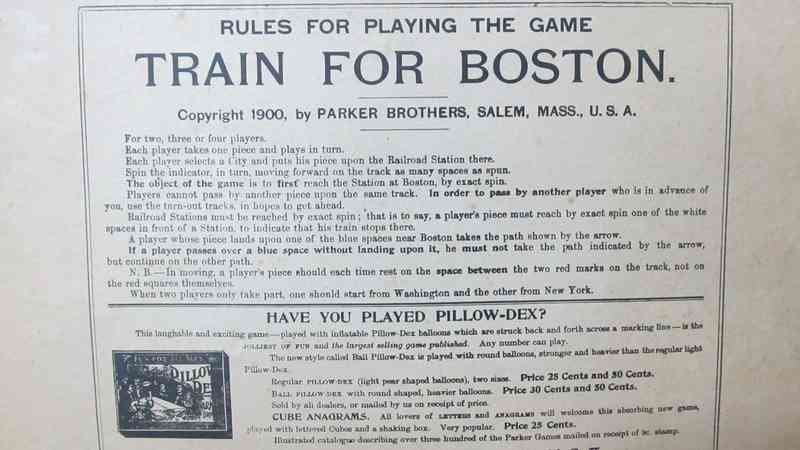 RULES FOR PLAYING THE GAME
TRAIN FOR BOSTON.
Copyright 1900, by PARKER BROTHERS, SALEM, MASS., U. S. A.
For two, three or four players.
Each player takes one piece and plays in turn.
Each player selects a City and puts his piece upon the Railroad Station there.
Spin the indicator, in turn, moving forward on the track as many spaces as spun.
The object of the game is to first reach the Station at Boston, by exact spin.
Players cannot pass by another piece upon the same track. In order to pass by another player who is in advance of
you, use the turn-out tracks, in hopes to get ahead.
Railroad Stations must be reached by exact spin; that is to say, a player's piece must reach by exact spin one of the white
spaces in front of a Station, to indicate that his train stops there.
A player whose piece lands upon one of the blue spaces near Boston takes the path shown by the arrow.
If a player passes over a blue space without landing upon it, he must not take the path indicated by the arrow,
but continue on the other path.
N. B.—In moving, a player's piece should each time rest on the space between the two red marks on the track, not on
the red squares themselves.
When two players only take part, one should start from Washington and the other from New York.
HAVE YOU PLAYED PILLOW-DEX?
This laughable and exciting game—played with inflatable Pillow-Dex balloons which are struck back and forth across a marking line—is the
JOLLIEST OF FUN and the largest selling game published. Any number can play.
The new style called Ball Pillow-Dex is played with round balloons, stronger and heavier than the regular light
Pillow-Dex.
Regular PILLOW-DEX (light pear shaped balloons), two sizes. Price 25 Cents and 50 Cents.
BALL PILLOW-DEX with round shaped, heavier balloons. Price 30 Cents and 50 Cents.
Sold by all dealers, or mailed by us on receipt of price.
CUBE ANAGRAMS. All lovers of LETTERS and ANAGRAMS will welcome this absorbing new game,
played with lettered Cubes and a shaking box. Very popular. Price 25 Cents.
Illustrated catalogue describing over three hundred of the Parker Games mailed on receipt of 2c. stamp.
PILLOW
DEX